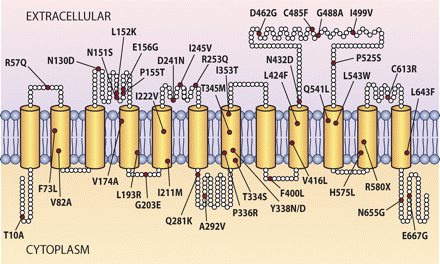 EXTRACELLULAR
D462G
C485F
G488A
I499V
L152K
N151S
E156G
I245V
N130D
P155T
D241N
R253Q
R57Q
I353T
P525S
N432D
C613R
I222V
T345M
L424F
Q541L
L543W
L643F
F73L
V174A
L193R
I211M
T334S
V416L
H575L
R580X
V82A
G203E
Q281K
P336R
Y338N/D
F400L
N655G
T10A
A292V
E667G
CYTOPLASM